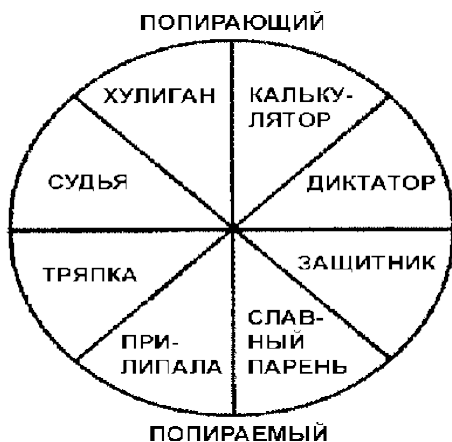 ПОПИРАЮЩИЙ
ХУЛИГАН
КАЛЬКУ-
ЛЯТОР
СУДЬЯ
ДИКТАТОР
ТРЯПКА
ЗАЩИТНИК
ПРИ-
ЛИПАЛА
СЛАВ-
НЫЙ
ПАРЕНЬ
ПОПИРАЕМЫЙ